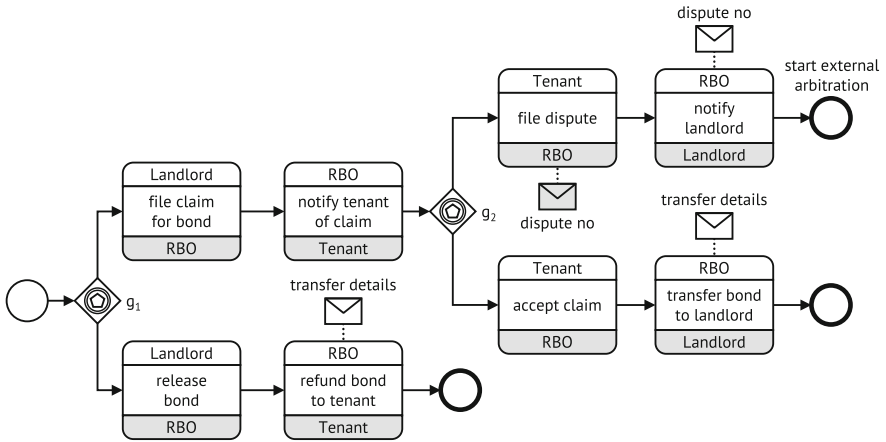 dispute no
start external
arbitration
Tenant
file dispute
RBO
RBO
notify
landlord
Landlord
dispute no
Landlord
file claim
for bond
RBO
RBO
notify tenant
of claim
Tenant
g2
transfer details
Tenant
accept claim
RBO
RBO
transfer bond
to landlord
Landlord
g1
transfer details
Landlord
release
bond
RBO
RBO
refund bond
to tenant
Tenant